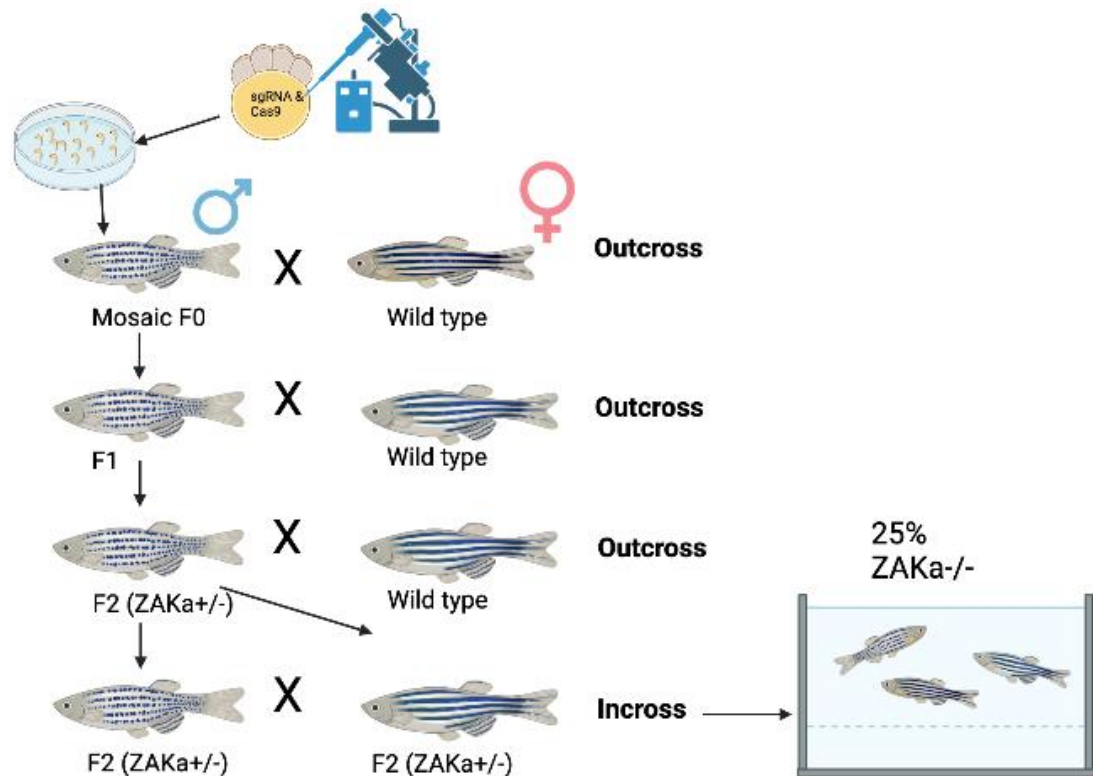 sgRNA &
Cas9
X
Outcross
Mosaic F0
Wild type
X
Outcross
F1
Wild type
X
Outcross
F2 (ZAKa+/-)
Wild type
25%
ZAKa-/-
X
Incross
F2 (ZAKa+/-)
F2 (ZAKa+/-)